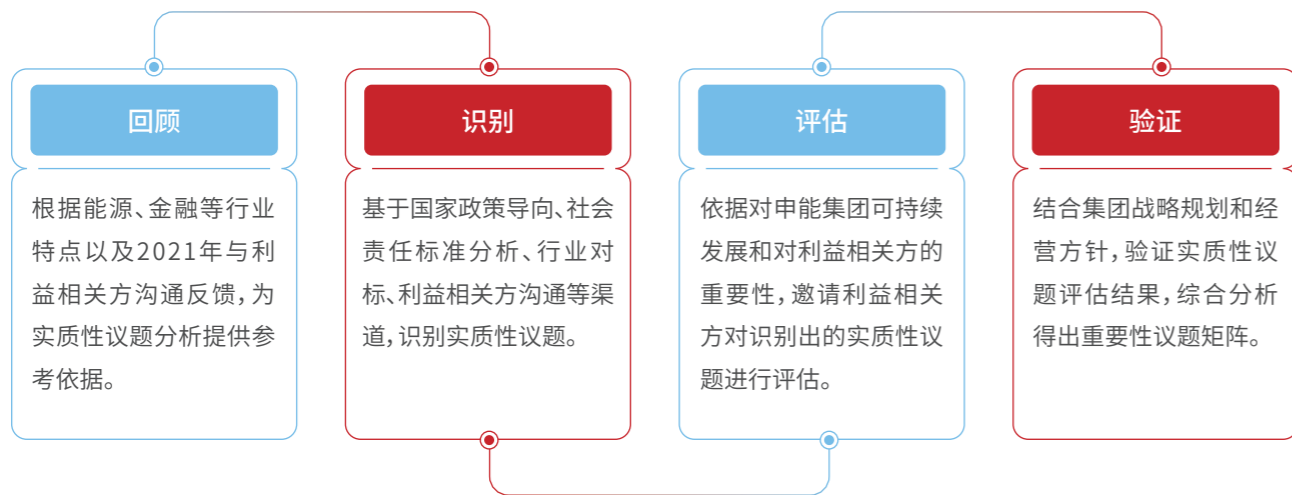 回顾
根据能源、金融等行业
特点以及2021年与利
益相关方沟通反馈，为
实质性议题分析提供参
考依据。
识别
基于国家政策导向、社会
责任标准分析、行业对
标、利益相关方沟通等渠
道，识别实质性议题。
评估
依据对申能集团可持续
发展和对利益相关方的
重要性，邀请利益相关
方对识别出的实质性议
题进行评估。
验证
结合集团战略规划和经
营方针，验证实质性议
题评估结果，综合分析
得出重要性议题矩阵。